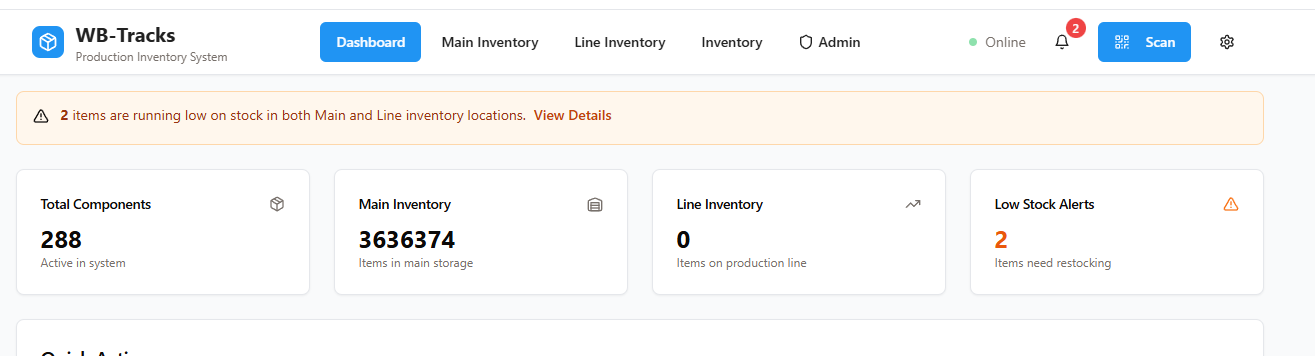 WB-Tracks
Production Inventory System
Dashboard
Main Inventory
Line Inventory
Inventory
Admin
Online
2
Scan
2 items are running low on stock in both Main and Line inventory locations. View Details
Total Components
288
Active in system
Main Inventory
3636374
Items in main storage
Line Inventory
0
Items on production line
Low Stock Alerts
2
Items need restocking